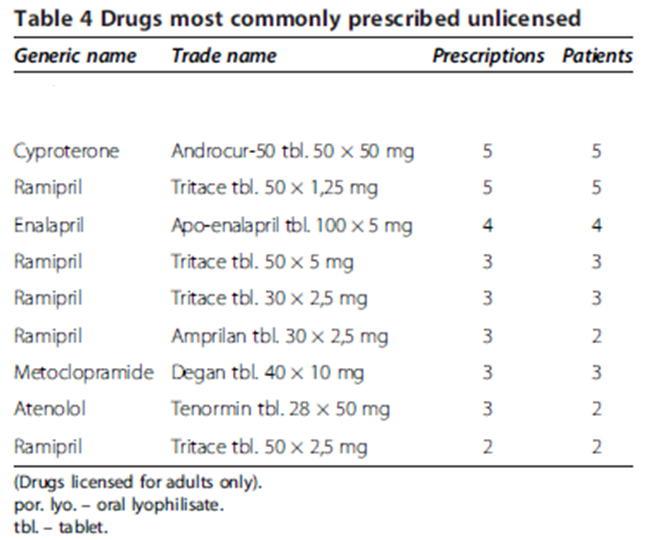 Table 4 Drugs most commonly prescribed unlicensed
Generic name Trade name Prescriptions Patients
Cyproterone Androcur-50 tbl. 50 × 50 mg 5 5
Ramipril Tritace tbl. 50 × 1,25 mg 5 5
Enalapril Apo-enalapril tbl. 100 × 5 mg 4 4
Ramipril Tritace tbl. 50 × 5 mg 3 3
Ramipril Tritace tbl. 30 × 2,5 mg 3 3
Ramipril Amprilan tbl. 30 × 2,5 mg 3 2
Metoclopramide Degan tbl. 40 × 10 mg 3 3
Atenolol Tenormin tbl. 28 × 50 mg 3 2
Ramipril Tritace tbl. 50 × 2,5 mg 2 2
(Drugs licensed for adults only).
por. lyo. – oral lyophilisate.
tbl. – tablet.